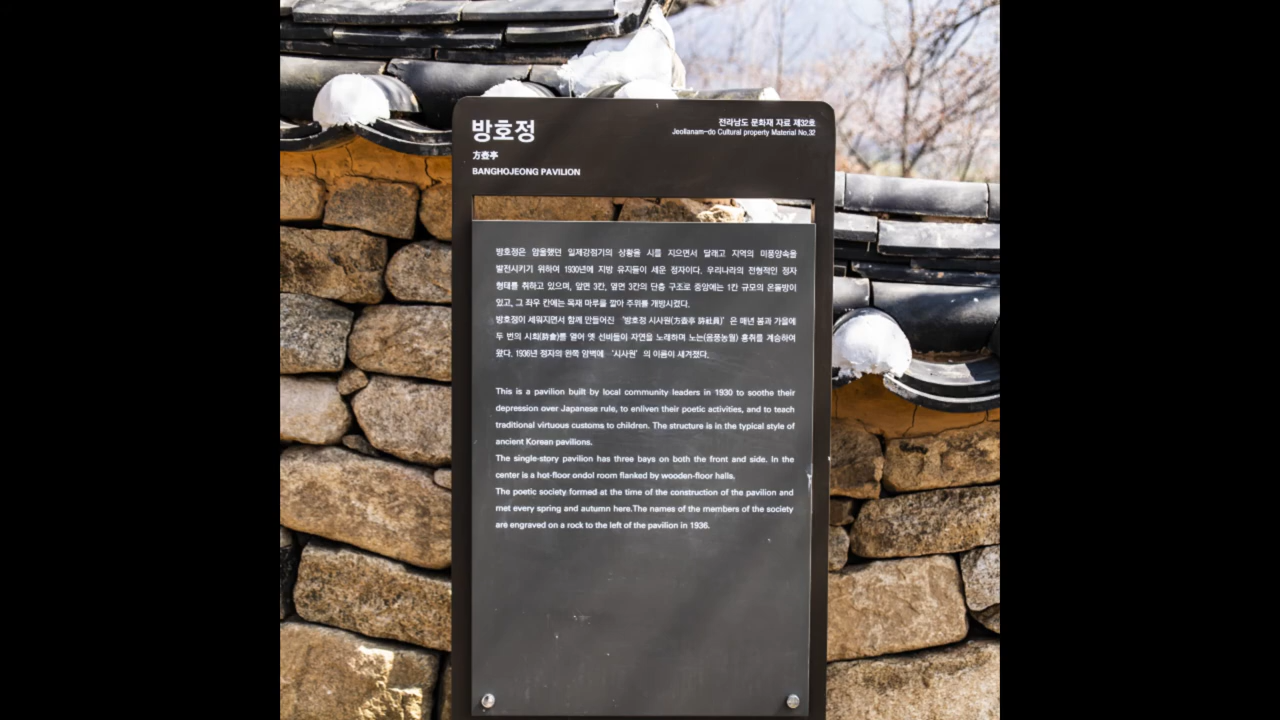 방호정
전라남도 문화재 자료 제32호
Jeollanam-do Cultural property Material No.32
方壺亭
BANGHOJEONG PAVILION
방호정은 암울했던 일제강점기의 상황을 시를 지으면서 달래고 지역의 미풍양속을
발전시키기 위하여 1930년에 지방 유지들이 세운 정자이다. 우리나라의 전형적인 정자
형태를 취하고 있으며, 앞면 3칸, 옆면 3칸의 단층 구조로 중앙에는 1칸 규모의 온돌방이
있고, 그 좌우 칸에는 목재 마루를 깔아 주위를 개방시켰다.
방호정이 세워지면서 함께 만들어진 '방호정 시사원(方壺亭 詩社員)' 은 매년 봄과 가을에
두 번의 시회(詩會)를 열어 옛 선비들이 자연을 노래하며 노는(음풍농월) 흥취를 계승하여
왔다. 1936년 정자의 왼쪽 암벽에 '시사원' 의 이름이 새겨졌다.
This is a pavilion built by local community leaders in 1930 to soothe their
depression over Japanese rule, to enliven their poetic activities, and to teach
traditional virtuous customs to children. The structure is in the typical style of
ancient Korean pavilions.
The single-story pavilion has three bays on both the front and side. In the
center is a hot-floor ondol room flanked by wooden-floor halls.
The poetic society formed at the time of the construction of the pavilion and
met every spring and autumn here.The names of the members of the society
are engraved on a rock to the left of the pavilion in 1936.